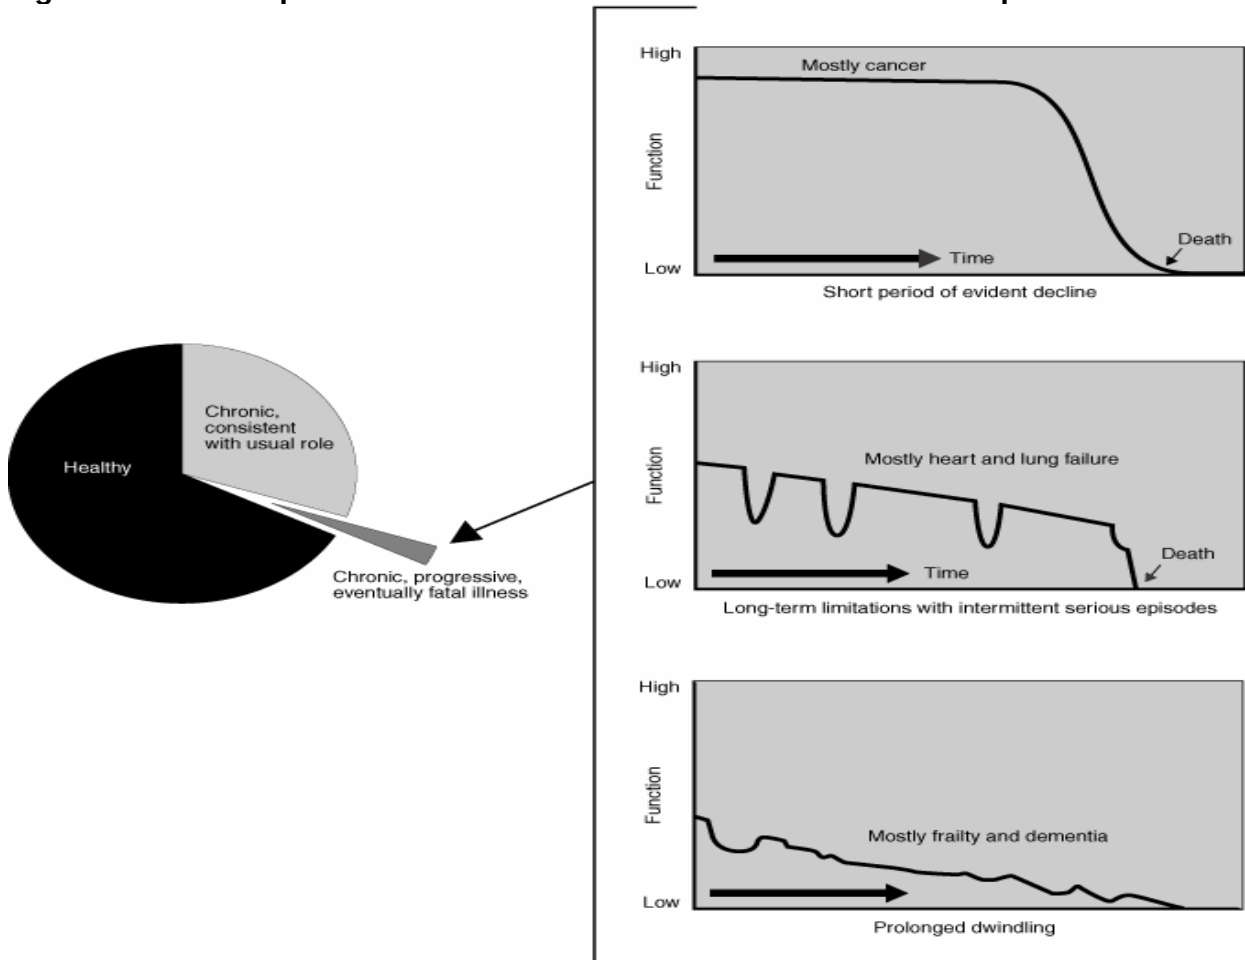 High
Mostly cancer
Function
Death
Time
Low
Short period of evident decline
High
Mostly heart and lung failure
Function
Death
Time
Low
Long-term limitations with intermittent serious episodes
High
Mostly frailty and dementia
Function
Low
Prolonged dwindling
Healthy
Chronic,
consistent
with usual role
Chronic, progressive,
eventually fatal illness